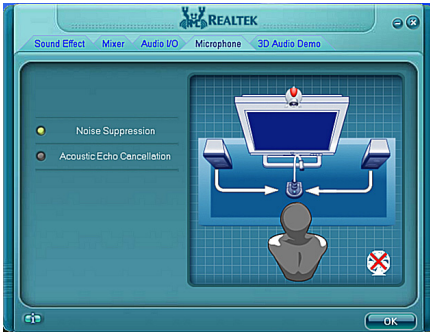 REALTEK
Sound Effect Mixer Audio I/O Microphone 3D Audio Demo
Noise Suppression
Acoustic Echo Cancellation
OK